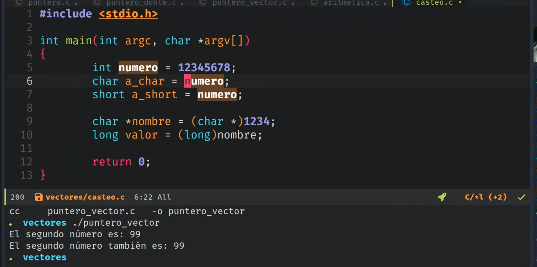 puntero.c
puntero_doble.c
puntero_vector.c
aritmetica.c
casteo.c
1 #include <stdio.h>
2
3 int main(int argc, char *argv[])
4 {
5 int numero = 12345678;
6 char a_char = numero;
7 short a_short = numero;
8
9 char *nombre = (char *)1234;
10 long valor = (long)nombre;
11
12 return 0;
13 }
200 vectores/casteo.c 6:22 All C/*l (+2)
cc puntero_vector.c -o puntero_vector
vectores ./puntero_vector
El segundo número es: 99
El segundo número también es: 99
vectores